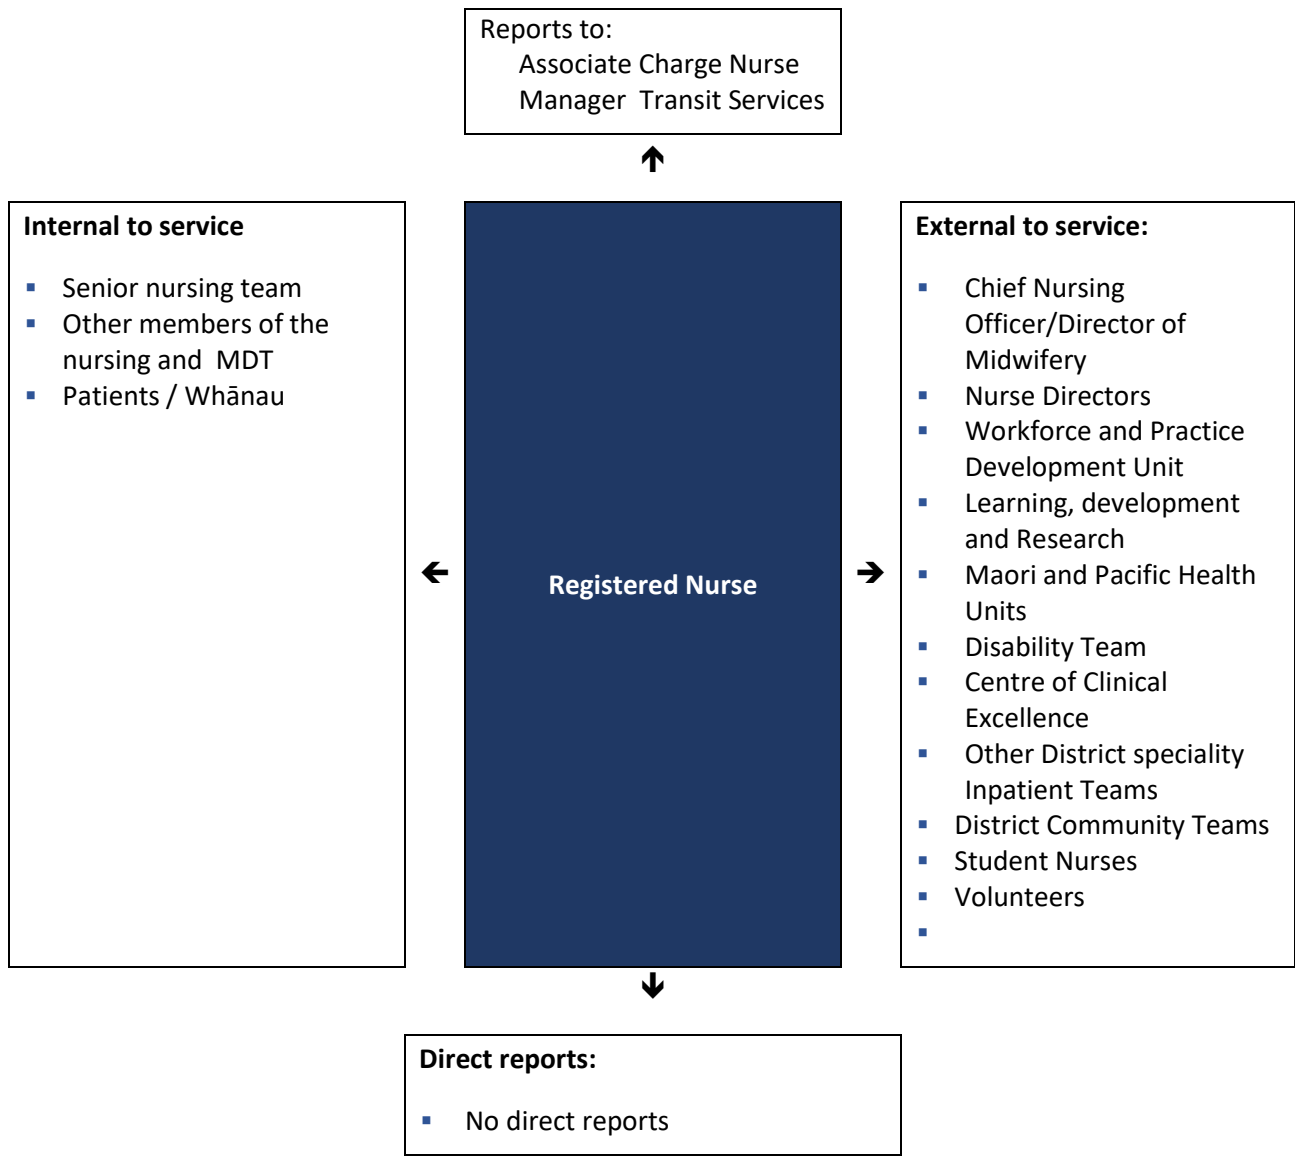 Reports to:
Associate Charge Nurse
Manager  Transit Services
Internal to service
Senior nursing team
Other members of the
nursing and  MDT
Patients / Whānau
Registered Nurse
External to service:
Chief Nursing
Officer/Director of
Midwifery
Nurse Directors
Workforce and Practice
Development Unit
Learning, development
and Research
Maori and Pacific Health
Units
Disability Team
Centre of Clinical
Excellence
Other District speciality
Inpatient Teams
District Community Teams
Student Nurses
Volunteers
Direct reports:
No direct reports